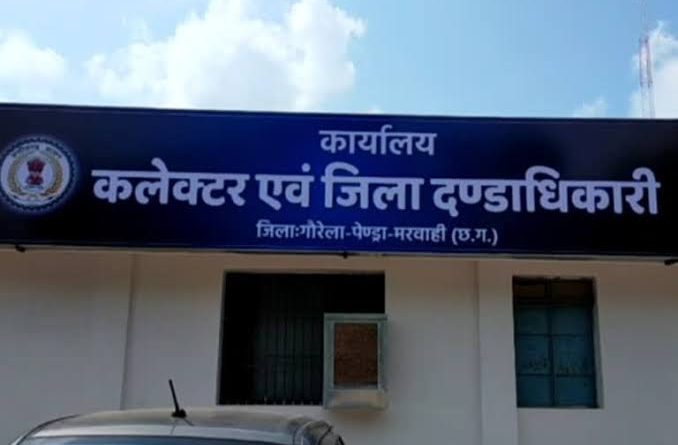 कार्यालय
कलेक्टर एवं जिला दण्डाधिकारी
जिला:गौरेला-पेण्ड्रा-मरवाही (छ.ग.)